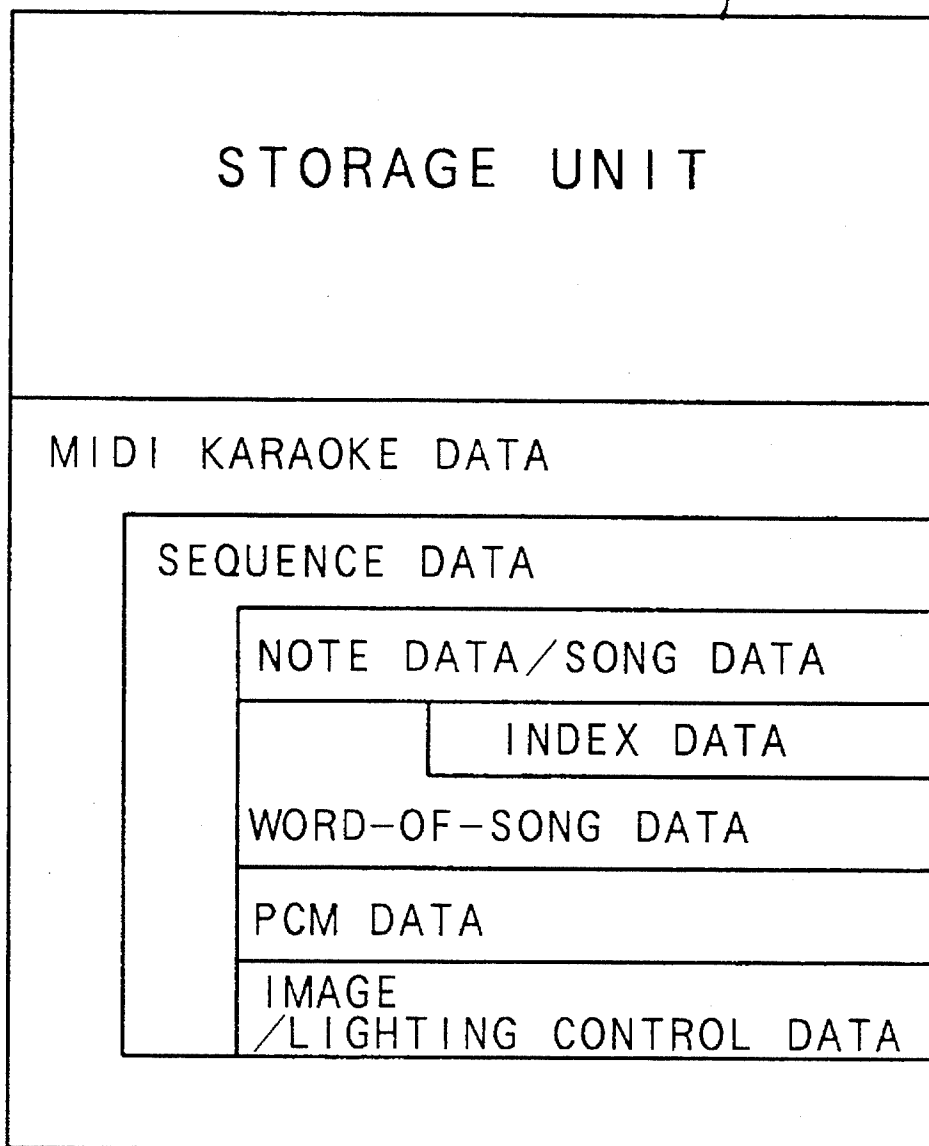 STORAGE UNIT
MIDI KARAOKE DATA
SEQUENCE DATA
NOTE DATA/SONG DATA
INDEX DATA
WORD-OF-SONG DATA
PCM DATA
IMAGE
/LIGHTING CONTROL DATA